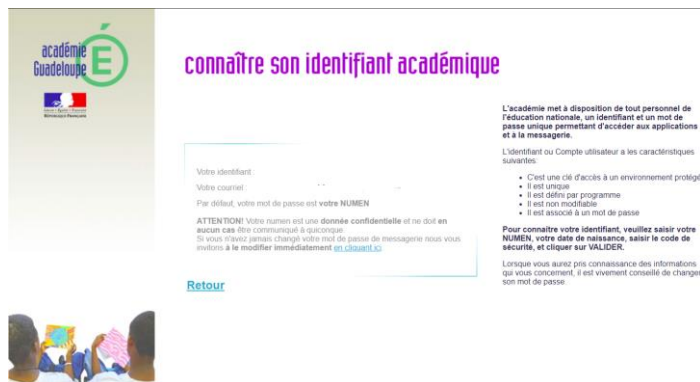 académie
Guadeloupe
É
RÉPUBLIQUE FRANÇAISE
connaître son identifiant académique
Votre identifiant :
Votre courriel :
Par défaut, votre mot de passe est votre NUMEN
ATTENTION! Votre numen est une donnée confidentielle et ne doit en
aucun cas être communiqué à quiconque.
Si vous n'avez jamais changé votre mot de passe de messagerie nous vous
invitons à le modifier immédiatement en cliquant ici
Retour
L'académie met à disposition de tout personnel de
l'éducation nationale, un identifiant et un mot de
passe unique permettant d'accéder aux applications
et à la messagerie.
L'identifiant ou Compte utilisateur a les caractéristiques
suivantes:
• C'est une clé d'accès à un environnement protégé
• Il est unique
• Il est défini par programme
• Il est non modifiable
• Il est associé à un mot de passe
Pour connaître votre identifiant, veuillez saisir votre
NUMEN, votre date de naissance, saisir le code de
sécurité, et cliquer sur VALIDER.
Lorsque vous aurez pris connaissance des informations
qui vous concernent, il est vivement conseillé de changer
son mot de passe